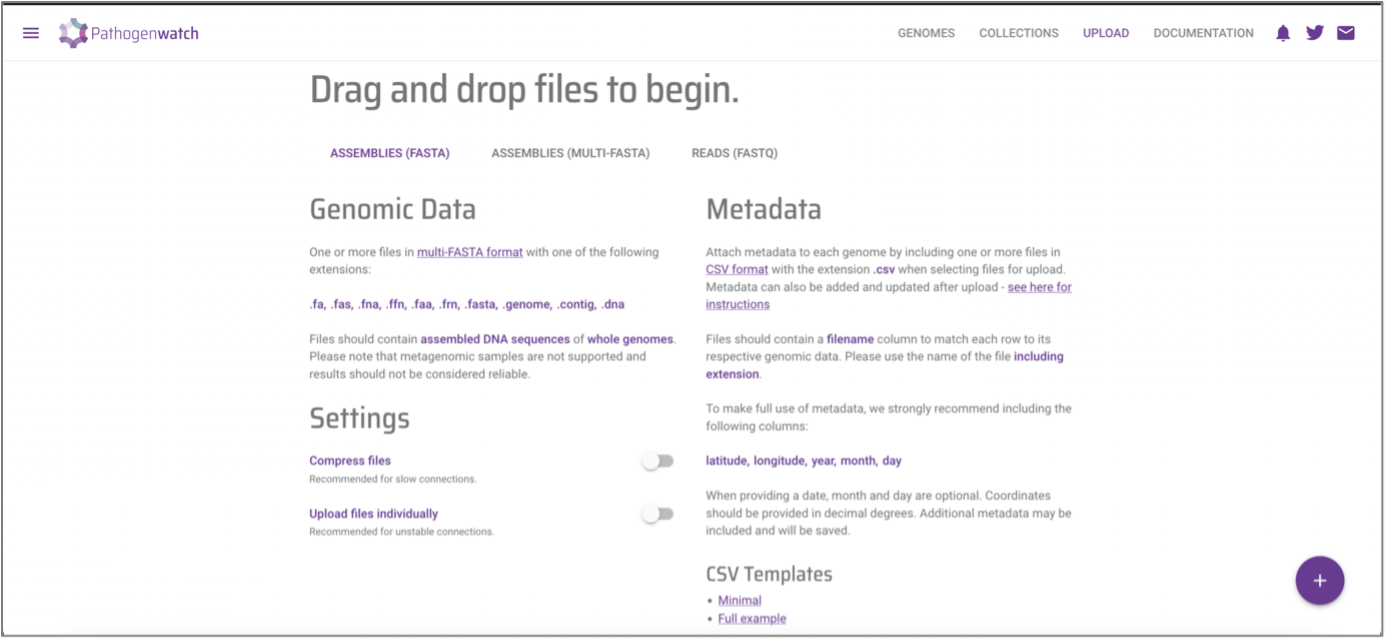 Pathogenwatch
GENOMES COLLECTIONS UPLOAD DOCUMENTATION
Drag and drop files to begin.
ASSEMBLIES (FASTA) ASSEMBLIES (MULTI-FASTA) READS (FASTQ)
Genomic Data
One or more files in multi-FASTA format with one of the following
extensions:
.fa, .fas, .fna, .ffn, .faa, .frn, .fasta, .genome, .contig, .dna
Files should contain assembled DNA sequences of whole genomes.
Please note that metagenomic samples are not supported and
results should not be considered reliable.
Settings
Compress files
Recommended for slow connections.
Upload files individually
Recommended for unstable connections.
Metadata
Attach metadata to each genome by including one or more files in
CSV format with the extension .csv when selecting files for upload.
Metadata can also be added and updated after upload - see here for
instructions
Files should contain a filename column to match each row to its
respective genomic data. Please use the name of the file including
extension.
To make full use of metadata, we strongly recommend including the
following columns:
latitude, longitude, year, month, day
When providing a date, month and day are optional. Coordinates
should be provided in decimal degrees. Additional metadata may be
included and will be saved.
CSV Templates
• Minimal
• Full example
+